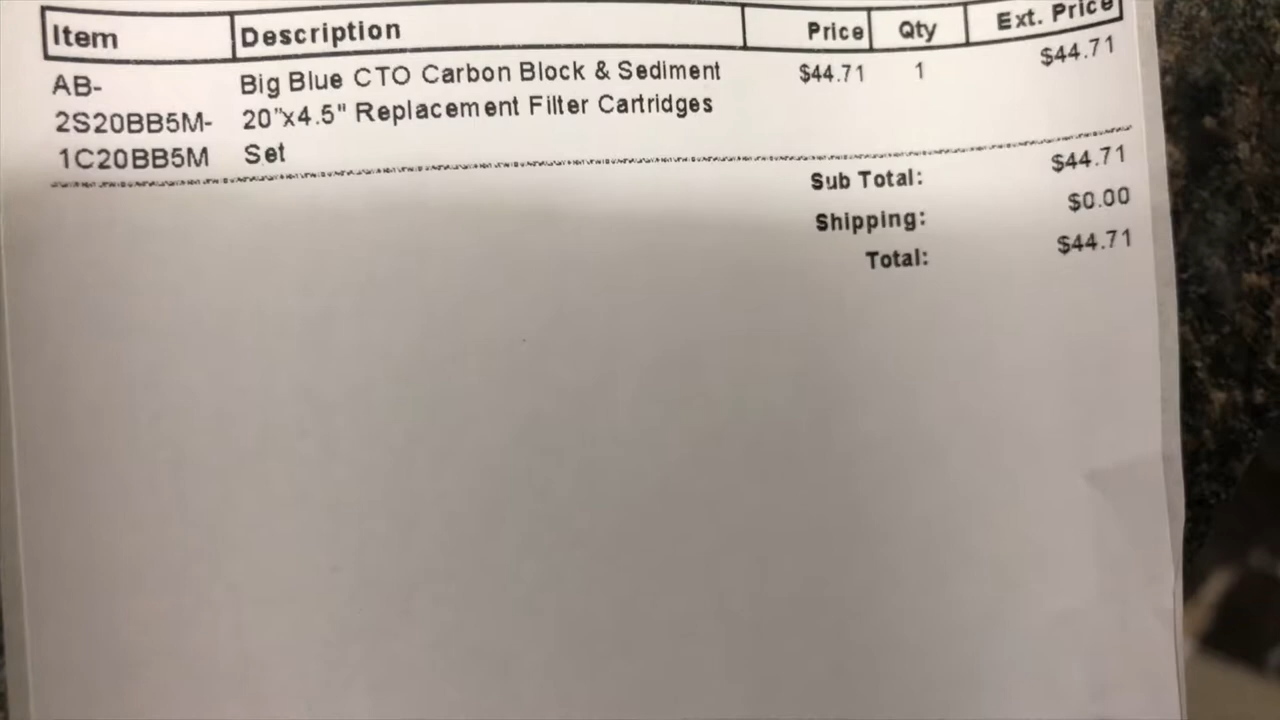 Item Description Price Qty Ext. Price
AB- Big Blue CTO Carbon Block & Sediment $44.71 1 $44.71
2S20BB5M- 20"x4.5" Replacement Filter Cartridges
1C20BB5M Set
Sub Total: $44.71
Shipping: $0.00
Total: $44.71